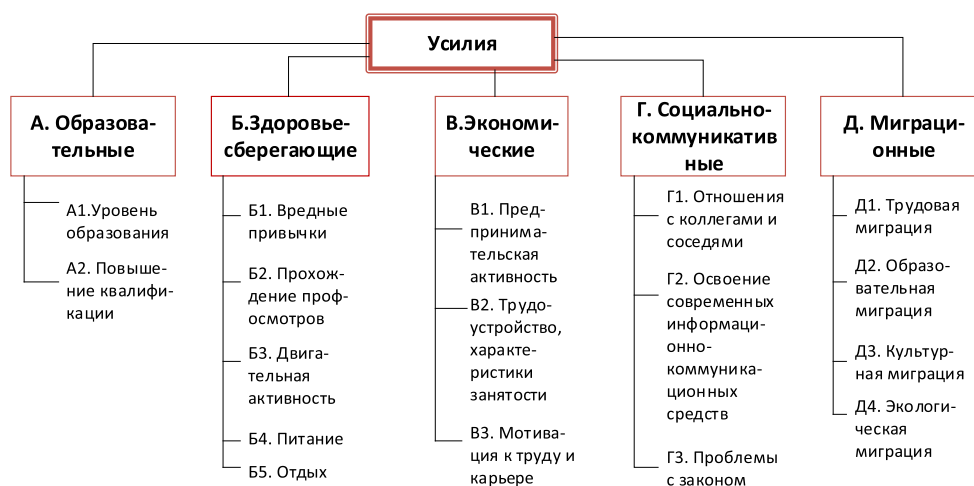 Усилия
А. Образова-
тельные
А1.Уровень
образования
А2. Повыше-
ние квалифи-
кации
Б.Здоровье-
сберегающие
Б1. Вредные
привычки
Б2. Прохож-
дение проф-
осмотров
Б3. Двига-
тельная
активность
Б4. Питание
Б5. Отдых
В.Экономи-
ческие
В1. Пред-
принима-
тельская
активность
В2. Трудо-
устройство,
характе-
ристики
занятости
В3. Мотива-
ция к труду и
карьере
Г. Социально-
коммуникатив
ные
Г1. Отношения
с коллегами и
соседями
Г2. Освоение
современных
информаци-
онно-
коммуника-
ционных
средств
Г3. Проблемы
с законом
Д. Миграци-
онные
Д1. Трудовая
миграция
Д2. Образо-
вательная
миграция
Д3. Культур-
ная миграция
Д4. Экологи-
ческая
миграция